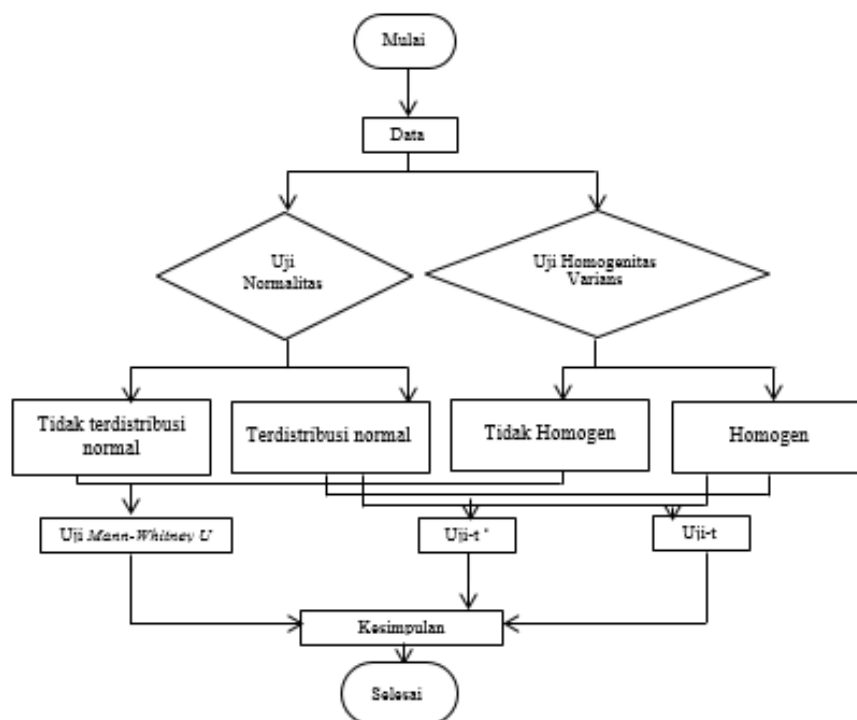 Mulai
Data
Uji
Normalitas
Uji Homogenitas
Varians
Tidak terdistribusi
normal
Terdistribusi normal
Tidak Homogen
Homogen
Uji Mann-Whitney U
Uji-t '
Uji-t
Kesimpulan
Selesai